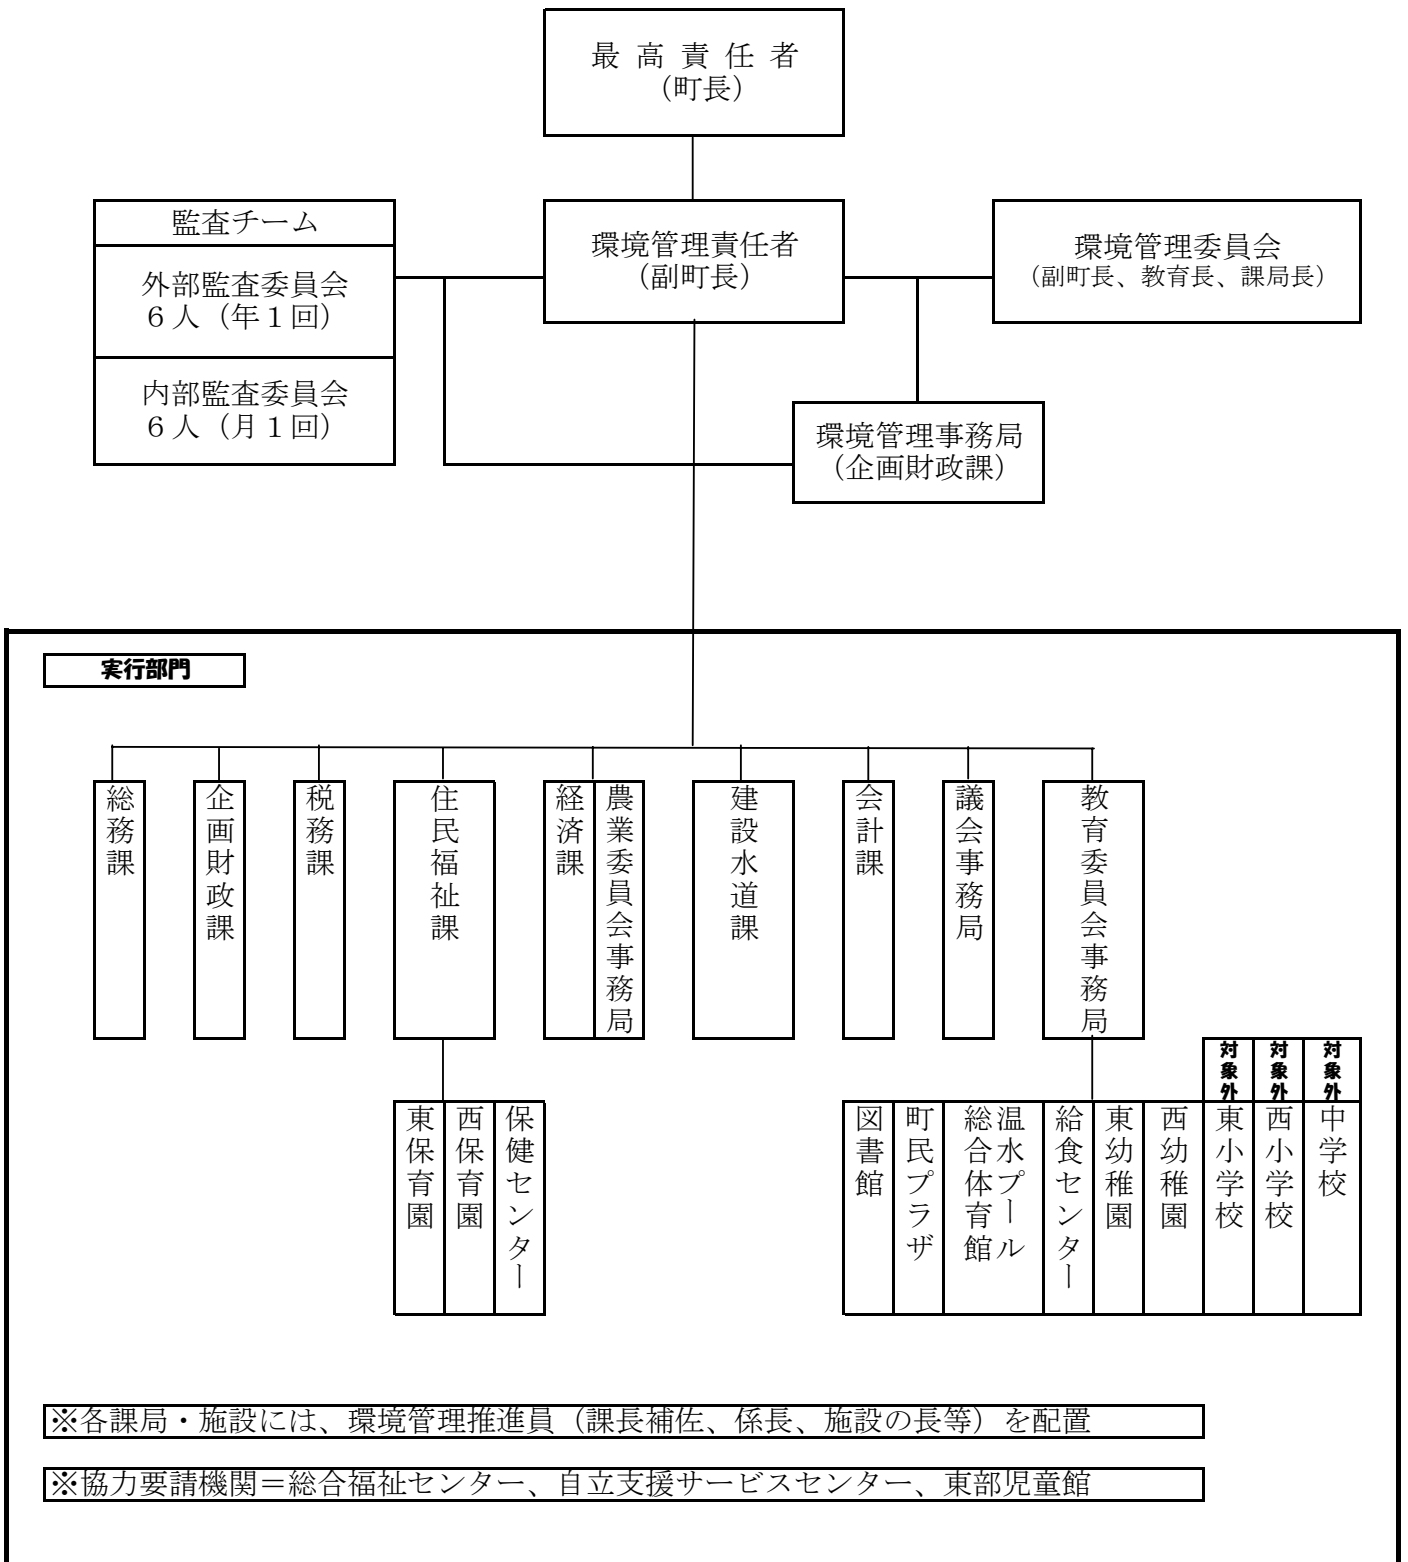 最高責任者
（町長）
監査チーム
外部監査委員会
６人（年１回）
内部監査委員会
６人（月１回）
環境管理責任者
（副町長）
環境管理委員会
（副町長、教育長、課局長）
環境管理事務局
（企画財政課）
実行部門
総務課
企画財政課
税務課
住民福祉課
経済課
農業委員会事務局
建設水道課
会計課
議会事務局
教育委員会事務局
東保育園
西保育園
保健センター
図書館
町民プラザ
温水プール
総合体育館
給食センター
東幼稚園
西幼稚園
対象外
東小学校
対象外
西小学校
対象外
中学校
※各課局・施設には、環境管理推進員（課長補佐、係長、施設の長等）を配置
※協力要請機関＝総合福祉センター、自立支援サービスセンター、東部児童館